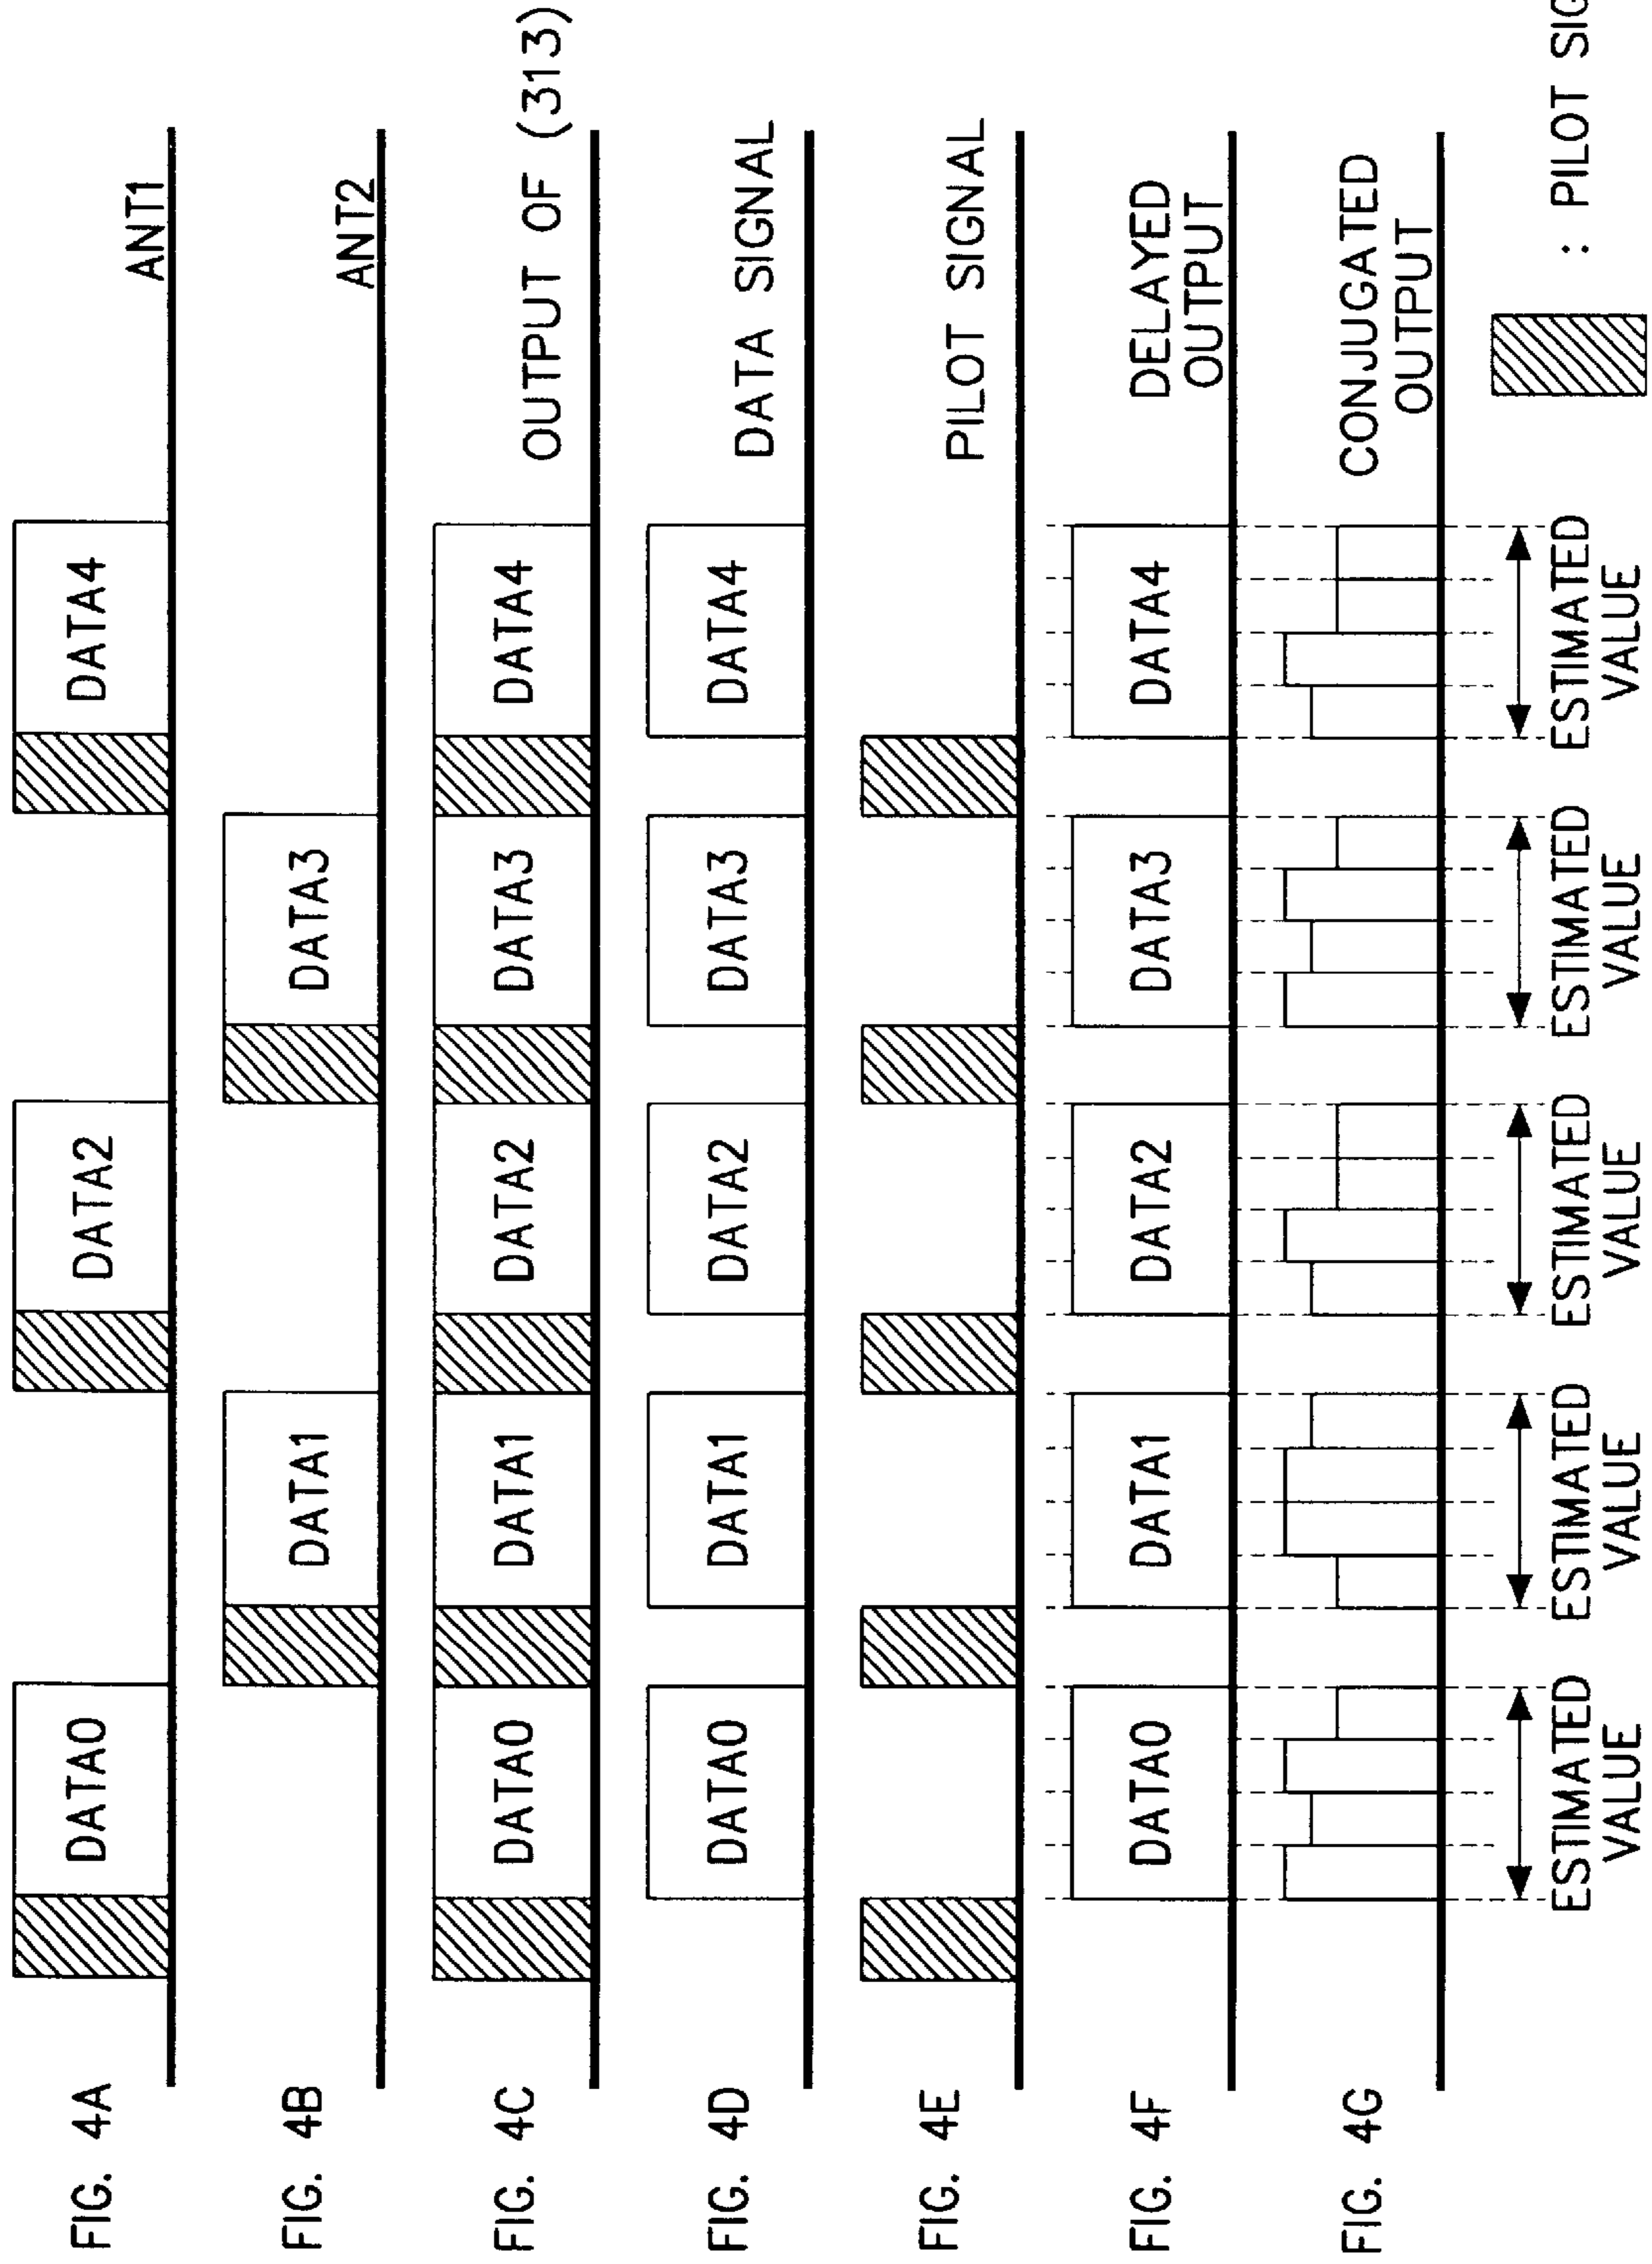 FIG. 4A
DATA0
DATA2
DATA4
ANT1
FIG. 4B
DATA1
DATA3
ANT2
FIG. 4C
DATA0
DATA1
DATA2
DATA3
DATA4
OUTPUT OF (313)
FIG. 4D
DATA0
DATA1
DATA2
DATA3
DATA4
DATA SIGNAL
FIG. 4E
PILOT SIGNAL
FIG. 4F
DATA0
DATA1
DATA2
DATA3
DATA4
DELAYED
OUTPUT
FIG. 4G
CONJUGATED
OUTPUT
ESTIMATED
VALUE
ESTIMATED
VALUE
ESTIMATED
VALUE
ESTIMATED
VALUE
ESTIMATED
VALUE
: PILOT